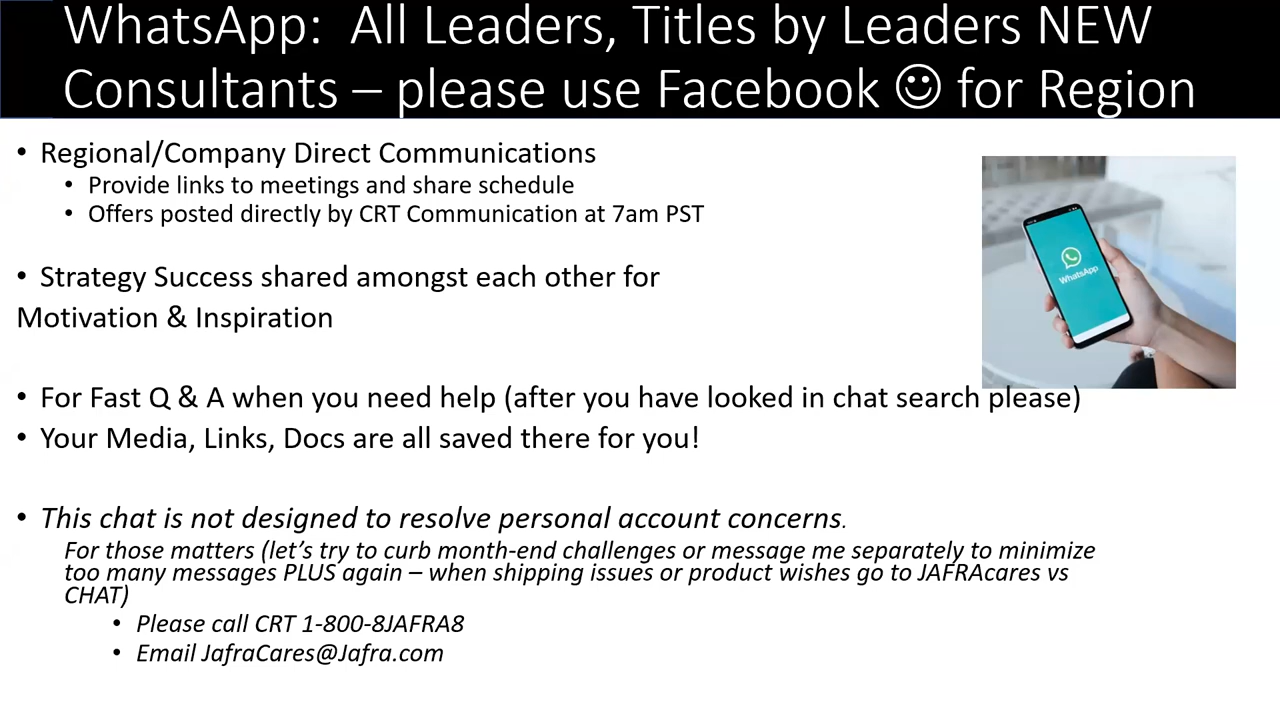 WhatsApp: All Leaders, Titles by Leaders NEW
Consultants – please use Facebook ☺ for Region
• Regional/Company Direct Communications
• Provide links to meetings and share schedule
• Offers posted directly by CRT Communication at 7am PST
• Strategy Success shared amongst each other for
Motivation & Inspiration
WhatsApp
• For Fast Q & A when you need help (after you have looked in chat search please)
• Your Media, Links, Docs are all saved there for you!
• This chat is not designed to resolve personal account concerns.
For those matters (let’s try to curb month-end challenges or message me separately to minimize
too many messages PLUS again – when shipping issues or product wishes go to JAFRAcares vs
CHAT)
• Please call CRT 1-800-8JAFRA8
• Email JafraCares@Jafra.com